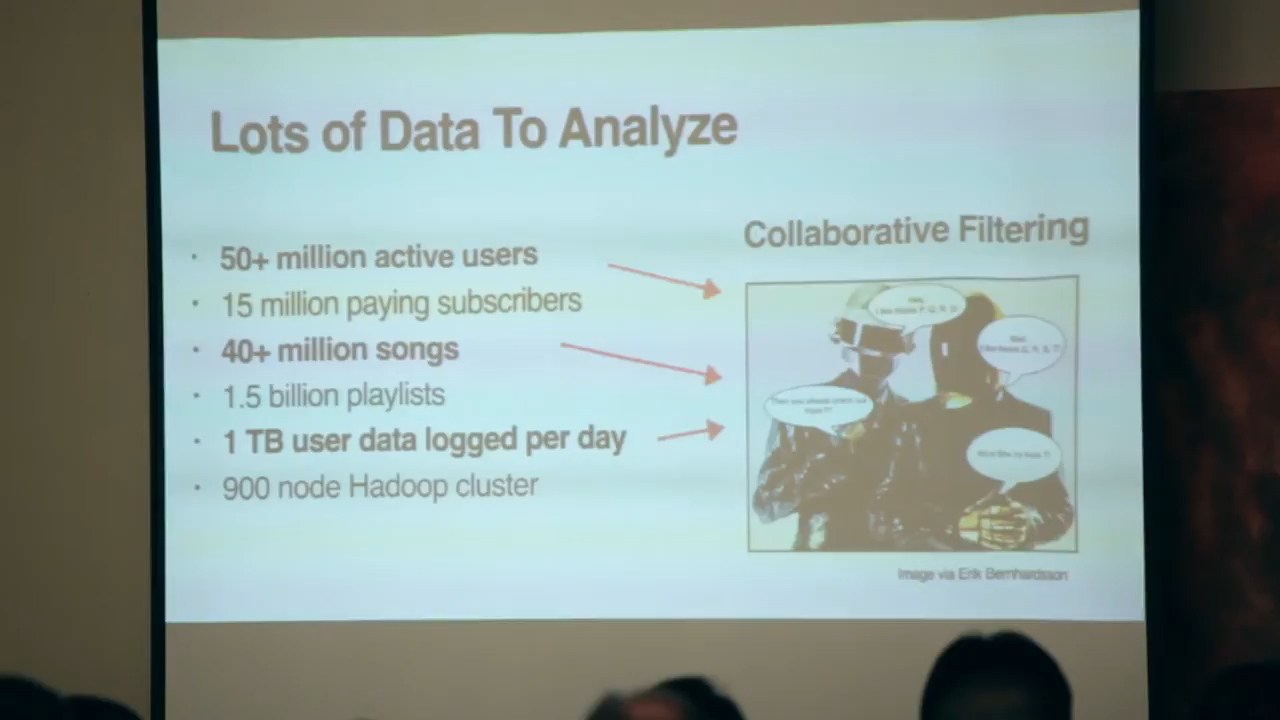 Lots of Data To Analyze
50+ million active users
15 million paying subscribers
40+ million songs
1.5 billion playlists
1 TB user data logged per day
900 node Hadoop cluster
Collaborative Filtering
Image via Erik Bernhardsson